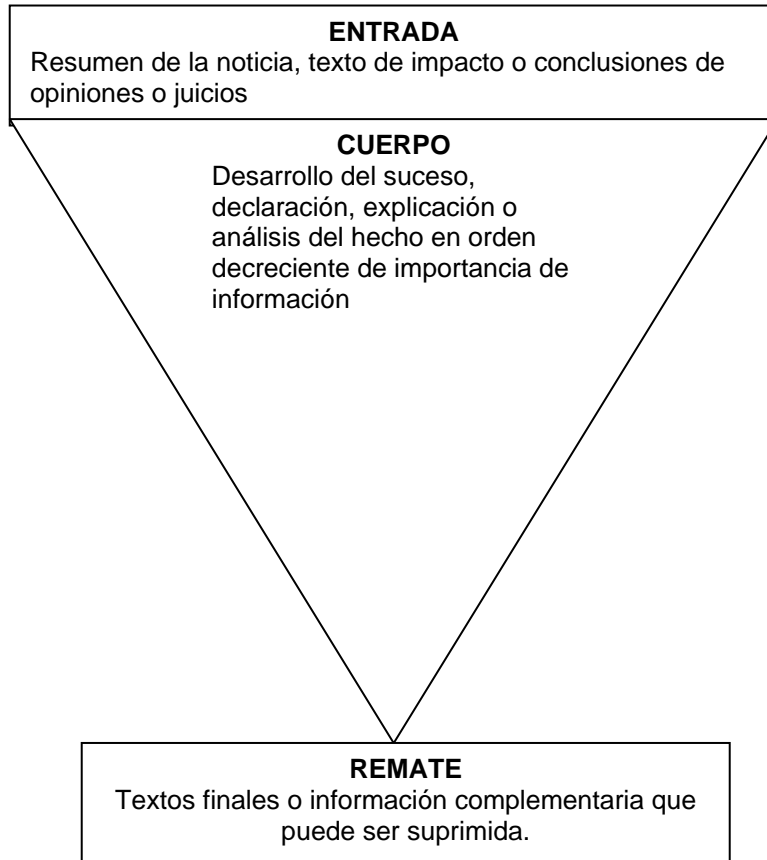 ENTRADA
Resumen de la noticia, texto de impacto o conclusiones de
opiniones o juicios
CUERPO
Desarrollo del suceso,
declaración, explicación o
análisis del hecho en orden
decreciente de importancia de
información
REMATE
Textos finales o información complementaria que
puede ser suprimida.